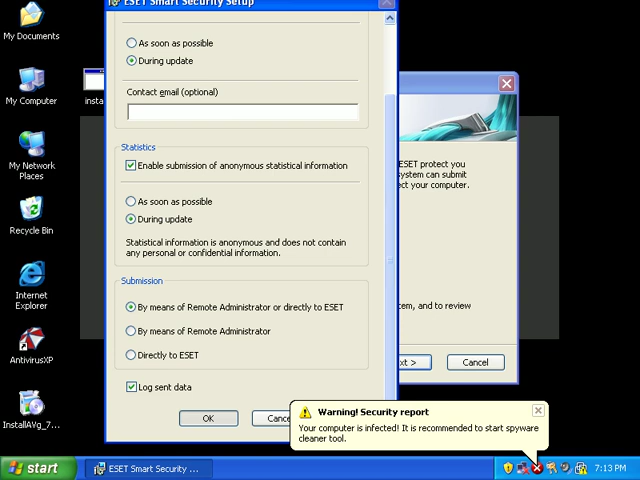 My Documents
My Computer
My Network
Places
Recycle Bin
Internet
Explorer
AntivirusXP
InstallAVg_7...
insta
ESET Smart Security Setup
As soon as possible
During update
Contact email (optional)
Statistics
Enable submission of anonymous statistical information
As soon as possible
During update
Statistical information is anonymous and does not contain
any personal or confidential information.
Submission
By means of Remote Administrator or directly to ESET
By means of Remote Administrator
Directly to ESET
Log sent data
OK
Cance
ESET protect you
system can submit
ect your computer.
tem, and to review
xt >
Cancel
Warning! Security report
Your computer is infected! It is recommended to start spyware
cleaner tool.
start
ESET Smart Security ...
7:13 PM